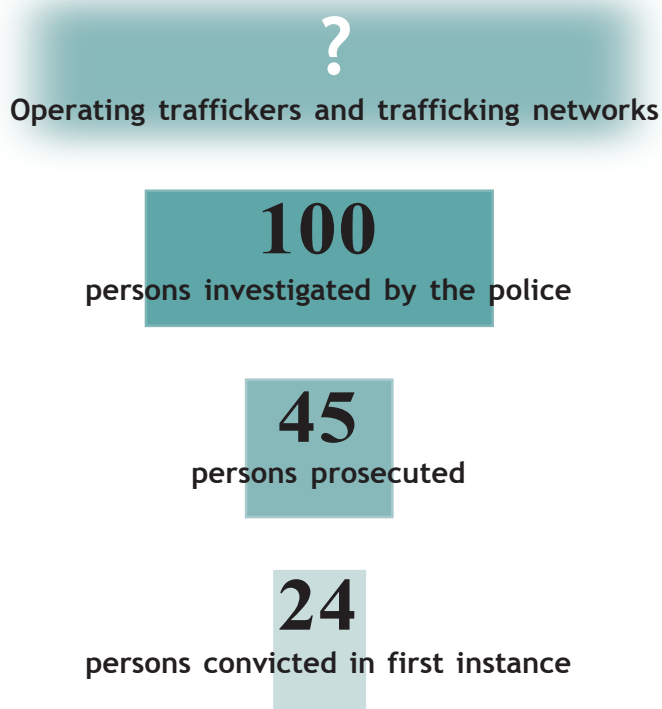 ?
Operating traffickers and trafficking networks
100
persons investigated by the police
45
persons prosecuted
24
persons convicted in first instance